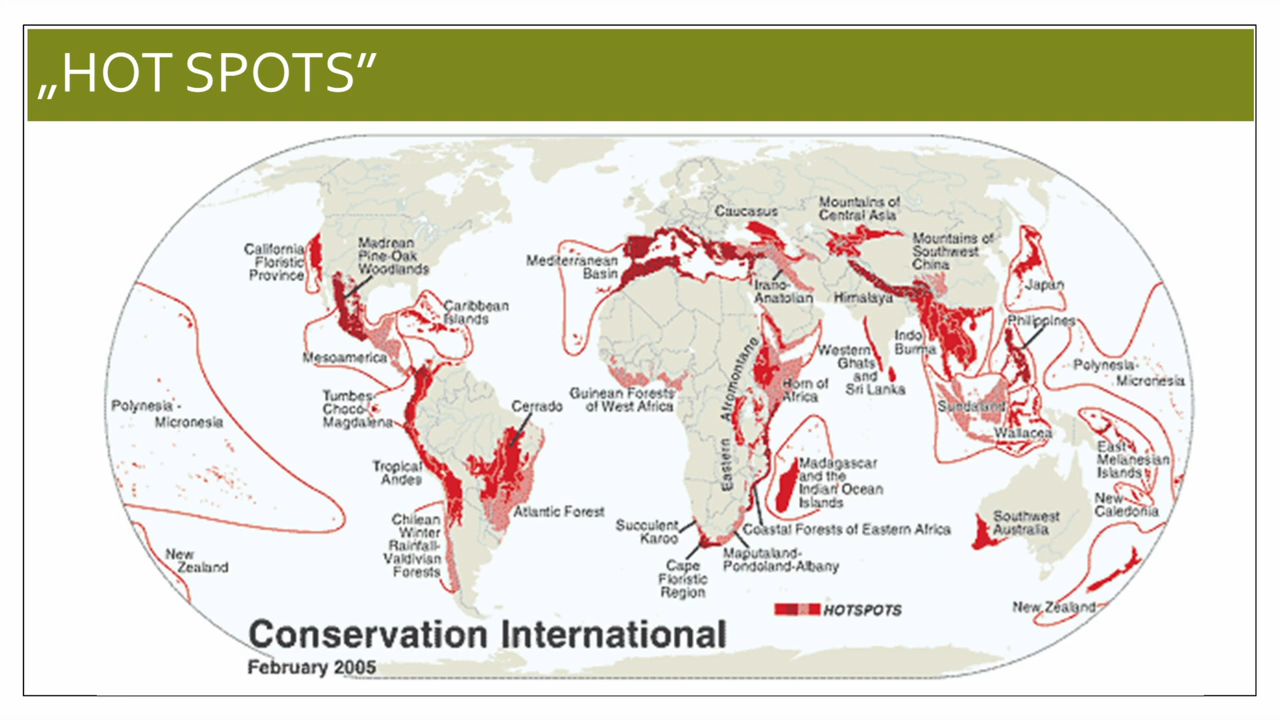 „HOT SPOTS”
California
Floristic
Province
Madrean
Pine-Oak
Woodlands
Caribbean
Islands
Mesoamerica
Polynesia -
Micronesia
Tumbes-
Choco-
Magdalena
Cerrado
Tropical
Andes
Atlantic Forest
Chilean
Winter
Rainfall-
Valdivian
Forests
New
Zealand
Mediterranean
Basin
Caucasus
Mountains of
Central Asia
Mountains of
Southwest
China
Irano-
Anatolian
Himalaya
Japan
Philippines
Indo
Burma
Western
Ghats
and
Sri Lanka
Polynesia-
Micronesia
Guinean Forests
of West Africa
Eastern Afromontane
Horn of
Africa
Sundaland
Wallacea
East
Melanesian
Islands
New
Caledonia
Madagascar
and the
Indian Ocean
Islands
Southwest
Australia
Succulent
Karoo
Coastal Forests of Eastern Africa
Cape
Floristic
Region
Maputaland-
Pondoland-Albany
New Zealand
HOTSPOTS
Conservation International
February 2005